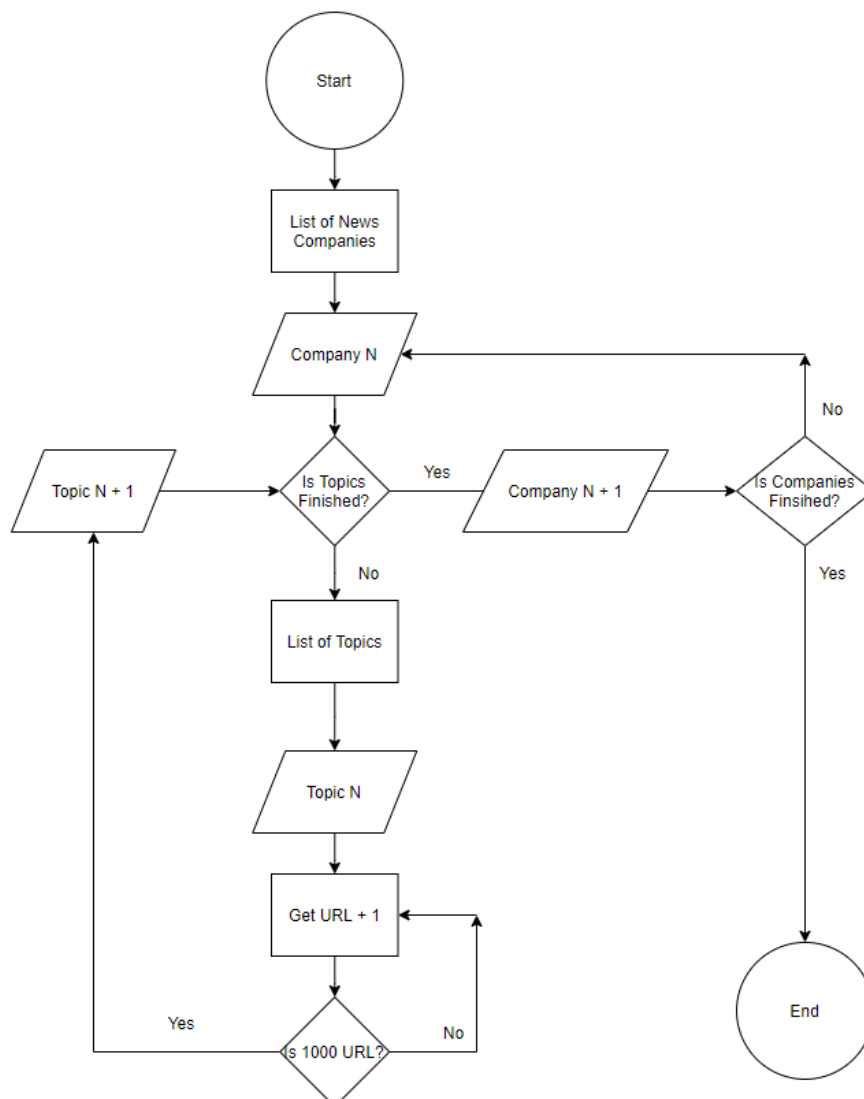 Start
List of News
Companies
Company N
No
Topic N + 1
Is Topics
Finished?
Yes
Company N + 1
Is Companies
Finsihed?
No
Yes
List of Topics
Topic N
Get URL + 1
Yes
Is 1000 URL?
No
End